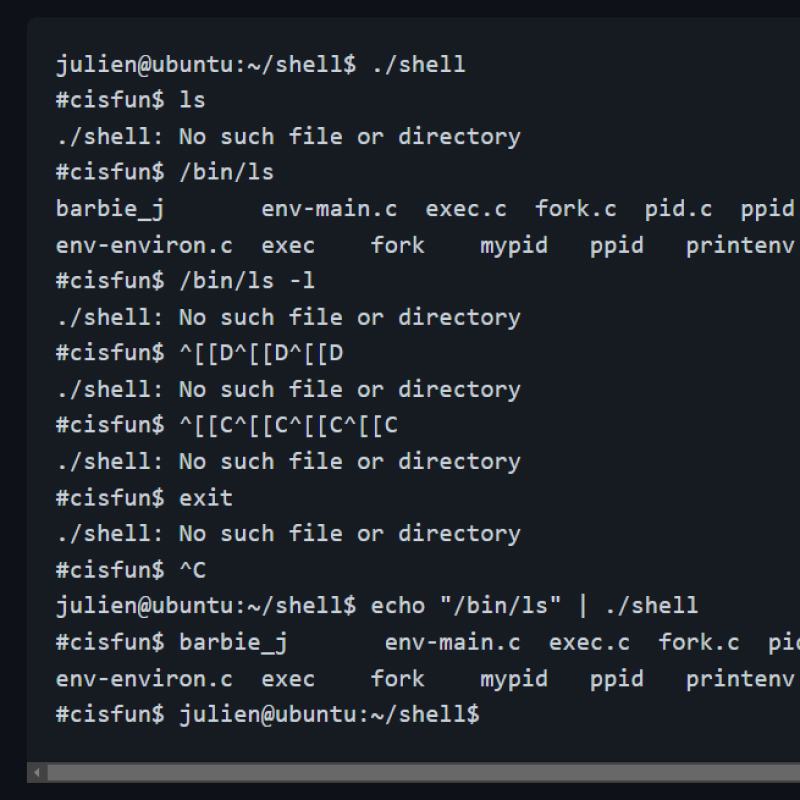 julien@ubuntu:~/shell$ ./shell
#cisfun$ ls
./shell: No such file or directory
#cisfun$ /bin/ls
barbie_j       env-main.c  exec.c  fork.c  pid.c  ppid
env-environ.c  exec    fork    mypid   ppid   printenv
#cisfun$ /bin/ls -l
./shell: No such file or directory
#cisfun$ ^[[D^[[D^[[D
./shell: No such file or directory
#cisfun$ ^[[C^[[C^[[C^[[C
./shell: No such file or directory
#cisfun$ exit
./shell: No such file or directory
#cisfun$ ^C
julien@ubuntu:~/shell$ echo "/bin/ls" | ./shell
#cisfun$ barbie_j       env-main.c  exec.c  fork.c
env-environ.c  exec    fork    mypid   ppid   printenv
#cisfun$ julien@ubuntu:~/shell$